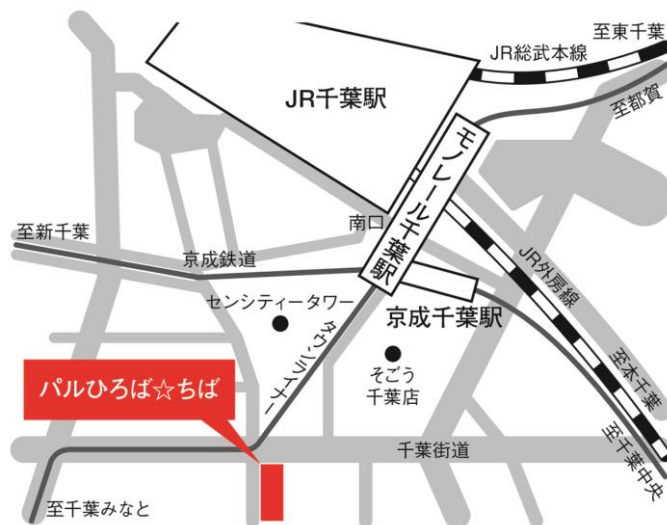 至東千葉
JR総武本線
JR千葉駅
至都賀
モノレール千葉駅
南口
至新千葉
京成鉄道
JR外房線
センシティータワー
京成千葉駅
タウンライナー
そごう
千葉店
至本千葉
パルひろば☆ちば
千葉街道
至千葉中央
至千葉みなと